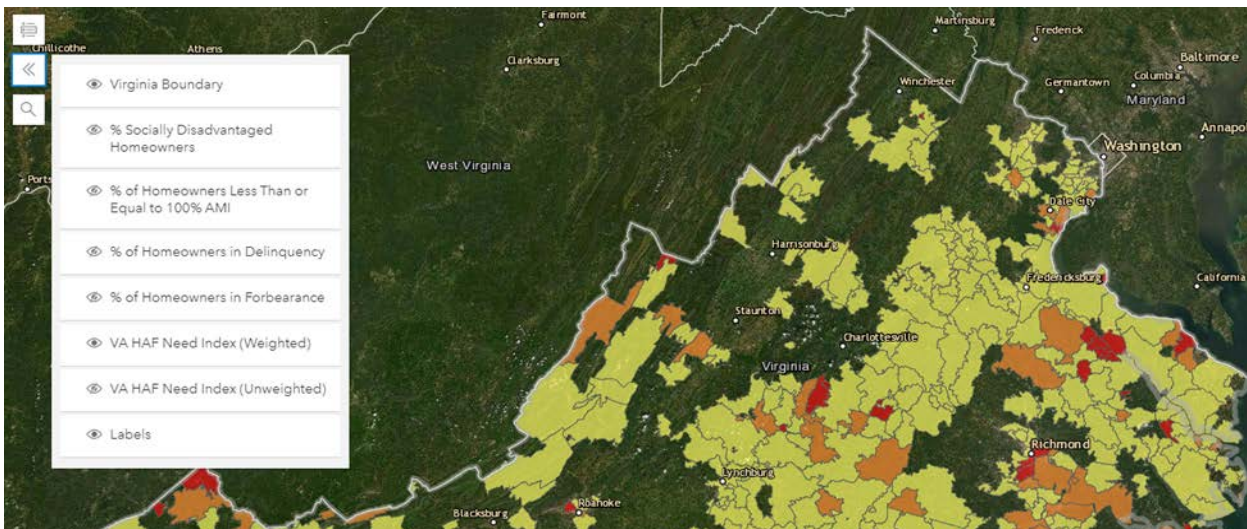 Virginia Boundary
% Socially Disadvantaged
Homeowners
% of Homeowners Less Than or
Equal to 100% AMI
% of Homeowners in Delinquency
% of Homeowners in Forbearance
VA HAF Need Index (Weighted)
VA HAF Need Index (Unweighted)
Labels
Chillicothe
Athens
Fairmont
Clarksburg
Martinsburg
Frederick
Baltimore
Winchester
Germantown
Columbia
Maryland
Annapo
Washington
Ports
West Virginia
Dale City
Harrisonburg
Fredericksburg
California
Staunton
Charlottesville
Virginia
Richmond
Lynchburg
Blacksburg
Roanoke